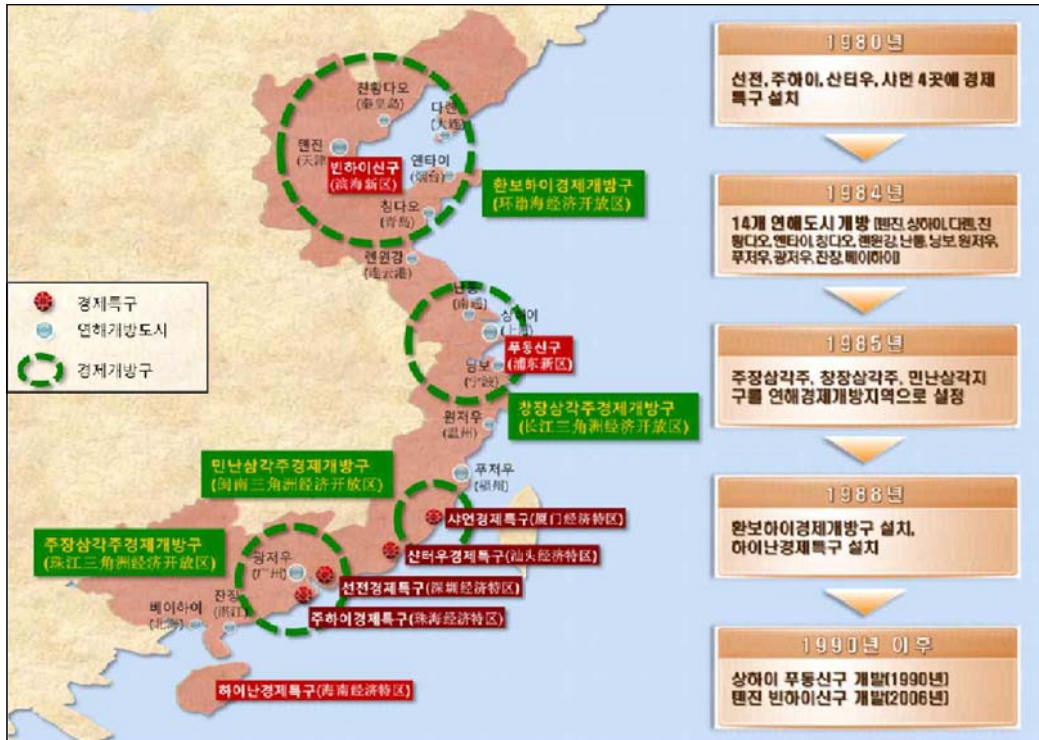 친황다오
(秦皇岛)
다롄
(大连)
톈진
(天津)
빈하이신구
(滨海新区)
옌타이
(烟台)
환보하이경제개방구
(环渤海经济开放区)
칭다오
(青岛)
롄윈강
(连云港)
경제특구
연해개방도시
경제개방구
난통
(南通)
상하이
(上海)
푸동신구
(浦东新区)
닝보
(宁波)
창장삼각주경제개방구
(长江三角洲经济开放区)
원저우
(温州)
민난삼각주경제개방구
(闽南三角洲经济开放区)
푸저우
(福州)
샤먼경제특구(厦门经济特区)
주장삼각주경제개방구
(珠江三角洲经济开放区)
산터우경제특구(汕头经济特区)
광저우
(广州)
선전경제특구(深圳经济特区)
잔장
(湛江)
베이하이
(北海)
주하이경제특구(珠海经济特区)
하이난경제특구(海南经济特区)
1980년
선전, 주하이, 산터우, 샤먼 4곳에 경제
특구 설치
1984년
14개 연해도시 개방 (톈진, 상하이, 다롄, 친
황다오, 옌타이, 칭다오, 롄윈강, 난통, 닝보, 원저우,
푸저우, 광저우, 잔장, 베이하이)
1985년
주장삼각주, 창장삼각주, 민난삼각지
구를 연해경제개방지역으로 설정
1988년
환보하이경제개방구 설치,
하이난경제특구 설치
1990년 이후
상하이 푸동신구 개발(1990년)
톈진 빈하이신구 개발(2006년)